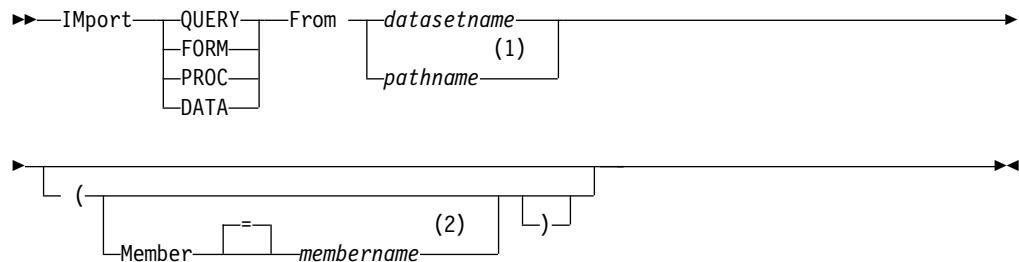 IMport QUERY From datasetname
FORM (1)
PROC pathname
DATA
(
(2) )
=
Member membername